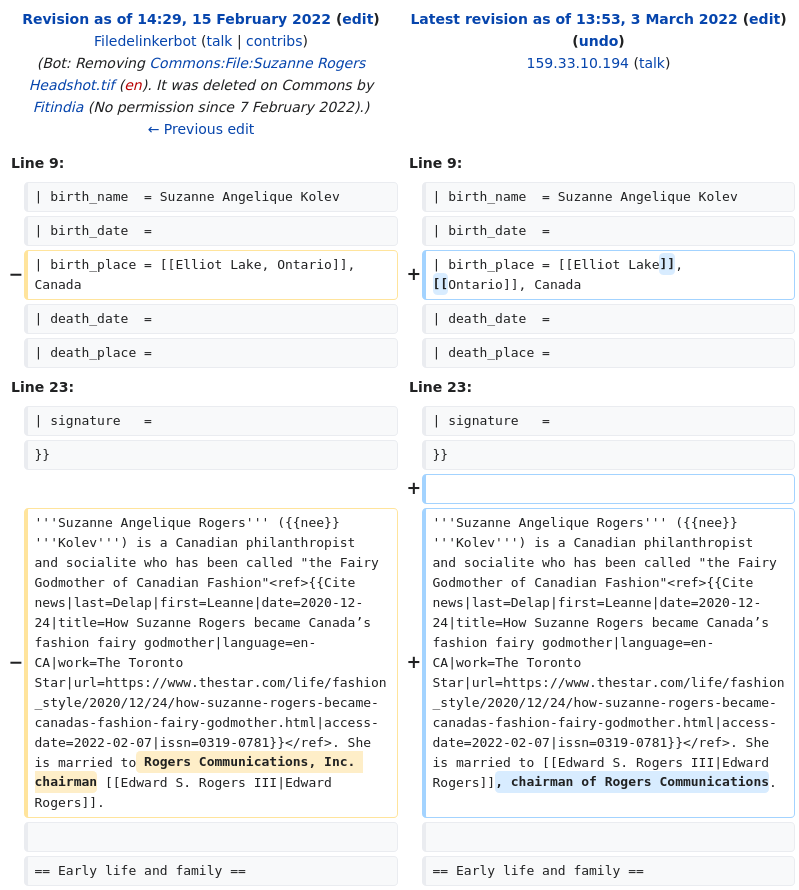 Revision as of 14:29, 15 February 2022 (edit)
Filedelinkerbot (talk | contribs)
(Bot: Removing Commons:File:Suzanne Rogers
Headshot.tif (en). It was deleted on Commons by
Fitindia (No permission since 7 February 2022).)
← Previous edit
Latest revision as of 13:53, 3 March 2022 (edit)
(undo)
159.33.10.194 (talk)
Line 9:
Line 9:
| birth_name  = Suzanne Angelique Kolev
| birth_name  = Suzanne Angelique Kolev
| birth_date  =
| birth_date  =
− | birth_place = [[Elliot Lake, Ontario]],
Canada
+ | birth_place = [[Elliot Lake]],
[[Ontario]], Canada
| death_date  =
| death_date  =
| death_place =
| death_place =
Line 23:
Line 23:
| signature   =
| signature   =
}}
}}
+
− '''Suzanne Angelique Rogers''' ({{nee}}
'''Kolev''') is a Canadian philanthropist
and socialite who has been called "the Fairy
Godmother of Canadian Fashion"<ref>{{Cite
news|last=Delap|first=Leanne|date=2020-12-
24|title=How Suzanne Rogers became Canada’s
fashion fairy godmother|language=en-
CA|work=The Toronto
Star|url=https://www.thestar.com/life/fashion
_style/2020/12/24/how-suzanne-rogers-became-
canadas-fashion-fairy-godmother.html|access-
date=2022-02-07|issn=0319-0781}}</ref>. She
is married to Rogers Communications, Inc.
chairman [[Edward S. Rogers III|Edward
Rogers]].
+ '''Suzanne Angelique Rogers''' ({{nee}}
'''Kolev''') is a Canadian philanthropist
and socialite who has been called "the Fairy
Godmother of Canadian Fashion"<ref>{{Cite
news|last=Delap|first=Leanne|date=2020-12-
24|title=How Suzanne Rogers became Canada’s
fashion fairy godmother|language=en-
CA|work=The Toronto
Star|url=https://www.thestar.com/life/fashion
_style/2020/12/24/how-suzanne-rogers-became-
canadas-fashion-fairy-godmother.html|access-
date=2022-02-07|issn=0319-0781}}</ref>. She
is married to [[Edward S. Rogers III|Edward
Rogers]], chairman of Rogers Communications.
== Early life and family ==
== Early life and family ==